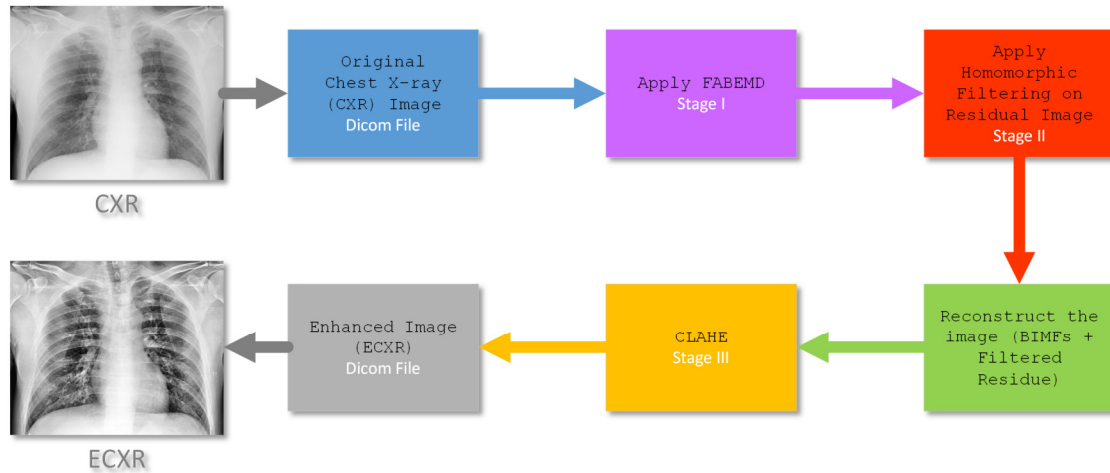 CXR
Original
Chest X-ray
(CXR) Image
Dicom File
Apply FABEMD
Stage I
Apply
Homomorphic
Filtering on
Residual Image
Stage II
Reconstruct the
image (BIMFs +
Filtered
Residue)
CLAHE
Stage III
Enhanced Image
(ECXR)
Dicom File
ECXR